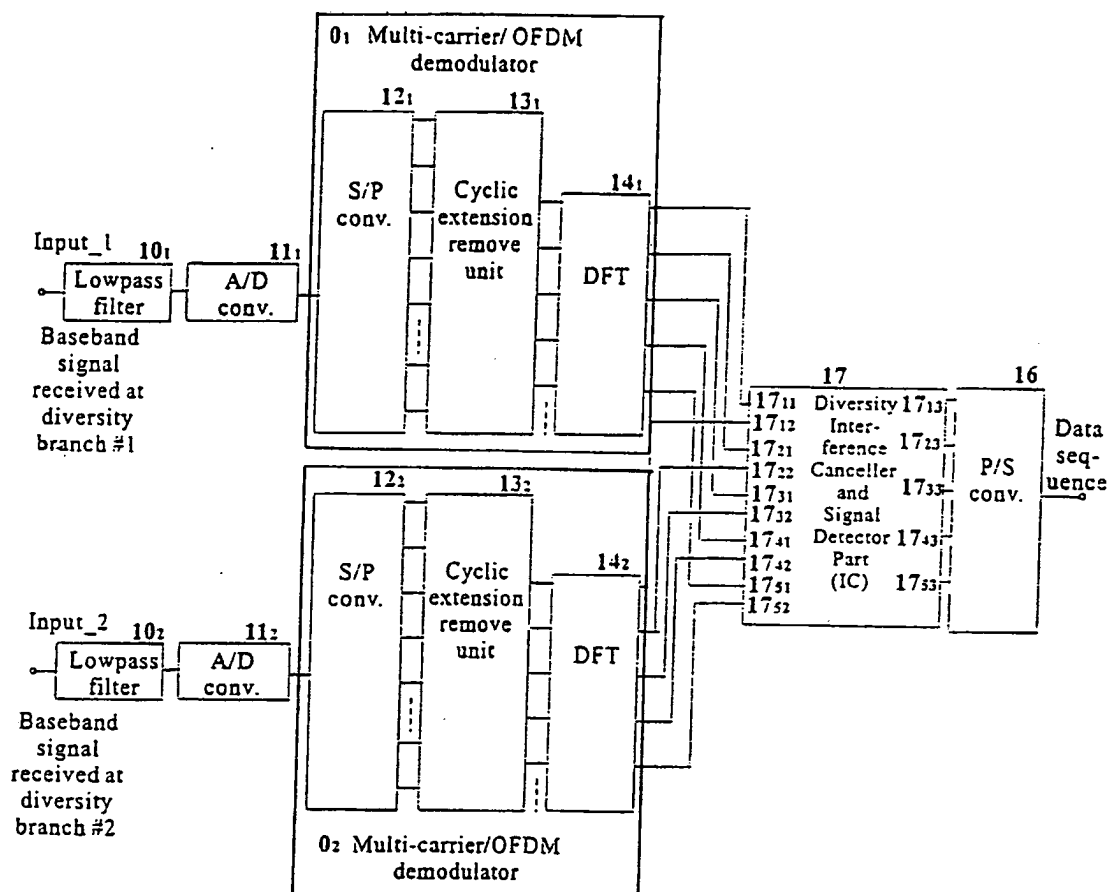 0₁ Multi-carrier/ OFDM
demodulator
12₁
13₁
S/P
conv.
Cyclic
extension
remove
unit
14₁
DFT
Input_1
10₁
11₁
Lowpass
filter
A/D
conv.
Baseband
signal
received at
diversity
branch #1
17
16
17₁₁
17₁₂
17₂₁
17₂₂
17₃₁
17₃₂
17₄₁
17₄₂
17₅₁
17₅₂
Diversity
Inter-
ference
Canceller
and
Signal
Detector
Part
(IC)
17₁₃
17₂₃
17₃₃
17₄₃
17₅₃
P/S
conv.
Data
seq-
uence
12₂
13₂
S/P
conv.
Cyclic
extension
remove
unit
14₂
DFT
Input_2
10₂
11₂
Lowpass
filter
A/D
conv.
Baseband
signal
received at
diversity
branch #2
0₂ Multi-carrier/OFDM
demodulator